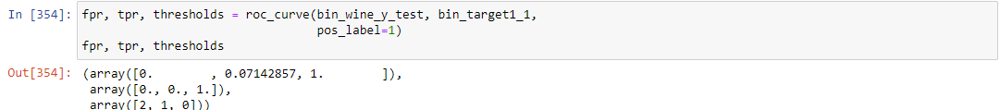 In [354]: fpr, tpr, thresholds = roc_curve(bin_wine_y_test, bin_target1_1,
pos_label=1)
fpr, tpr, thresholds
Out[354]: (array([0.        , 0.07142857, 1.        ]),
array([0., 0., 1.]),
array([2, 1, 0]))